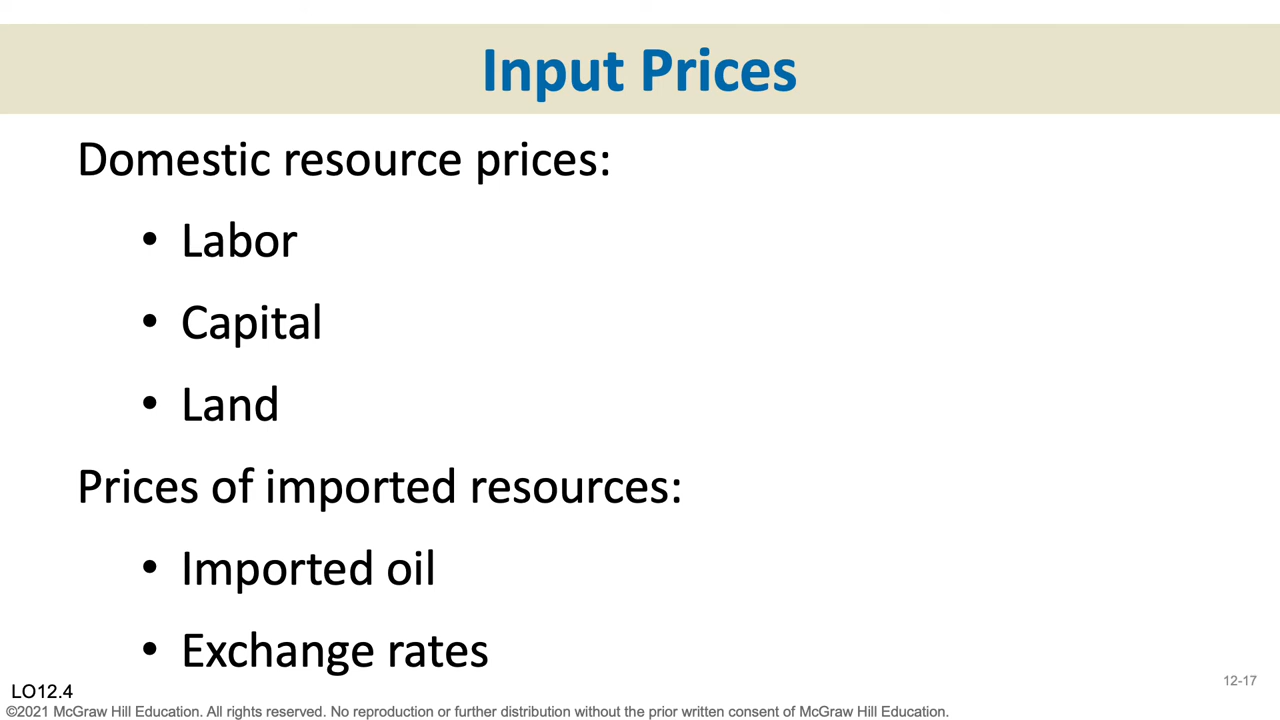 Input Prices
Domestic resource prices:
• Labor
• Capital
• Land
Prices of imported resources:
• Imported oil
• Exchange rates
12-17
LO12.4
©2021 McGraw Hill Education. All rights reserved. No reproduction or further distribution without the prior written consent of McGraw Hill Education.